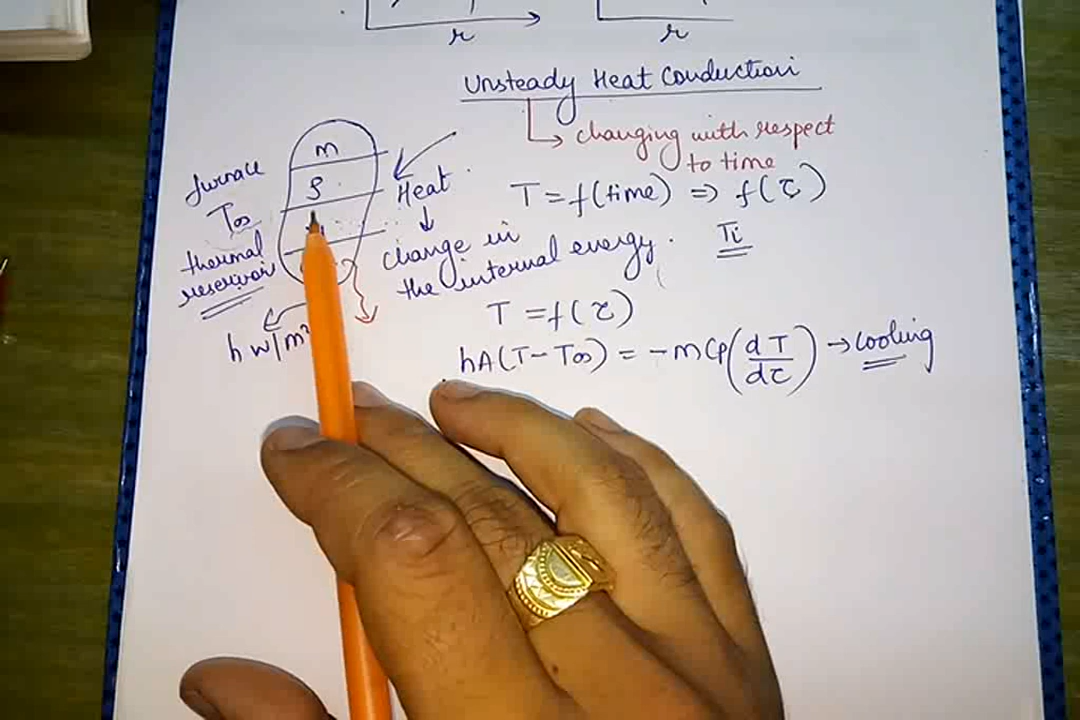 r r
Unsteady Heat Conduction
changing with respect
to time
m
furnace
ρ
Heat
T = f(time) ⇒ f(τ)
T∞
Ti
thermal
reservoir
change in
the internal energy.
T = f(τ)
h W/m²
hA(T - T∞) = -mCp(dT/dτ) → cooling